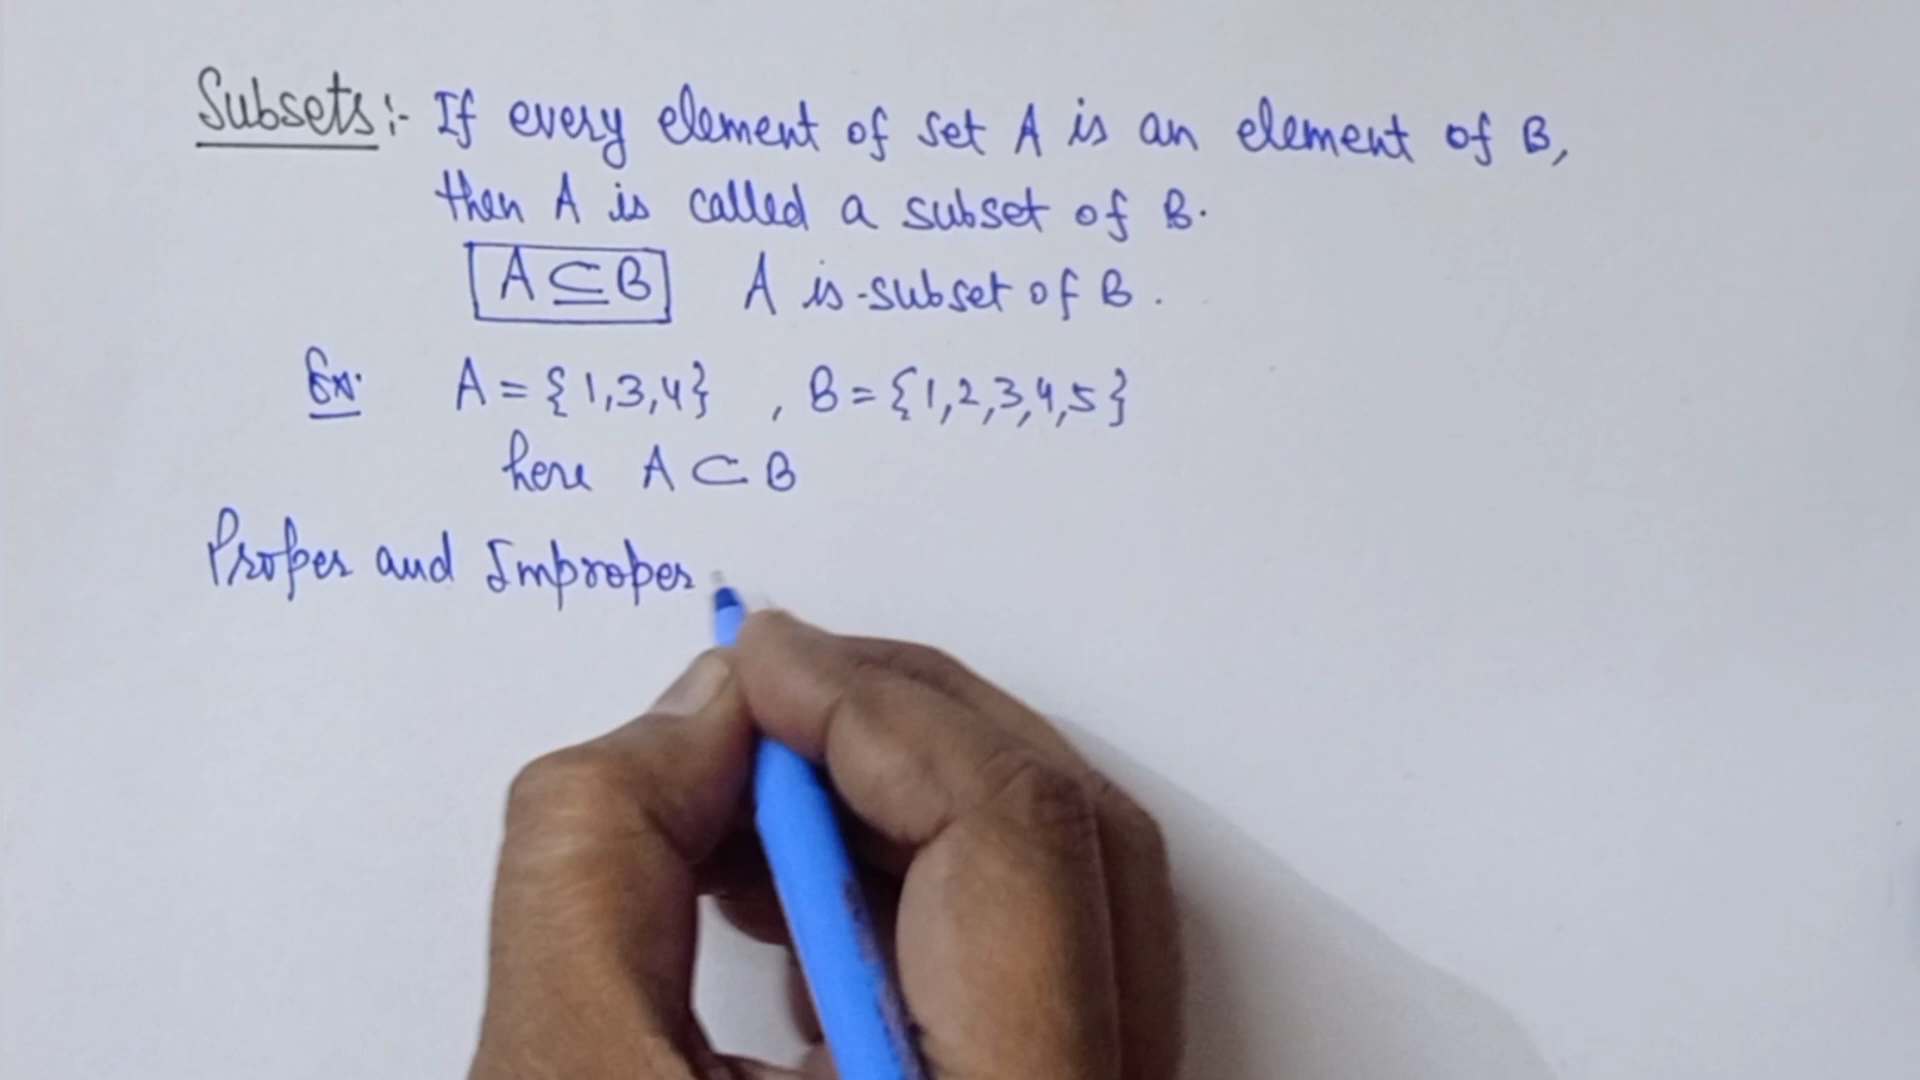 Subsets:- If every element of set A is an element of B,
then A is called a subset of B.
A ⊆ B A is subset of B.
Ex. A = {1,3,4} , B = {1,2,3,4,5}
here A ⊂ B
Proper and Improper